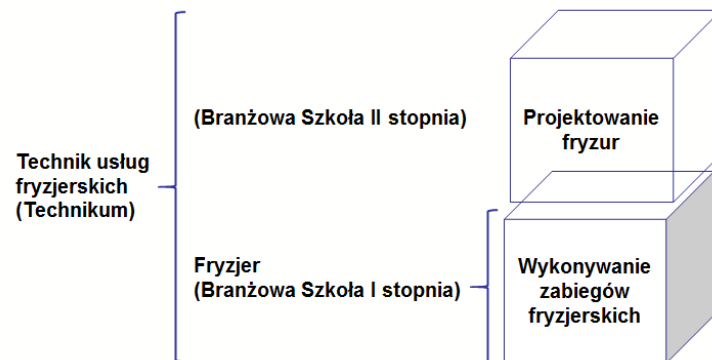 (Branżowa Szkoła II stopnia)
Projektowanie
fryzur
Technik usług
fryzjerskich
(Technikum)
Fryzjer
(Branżowa Szkoła I stopnia)
Wykonywanie
zabiegów
fryzjerskich